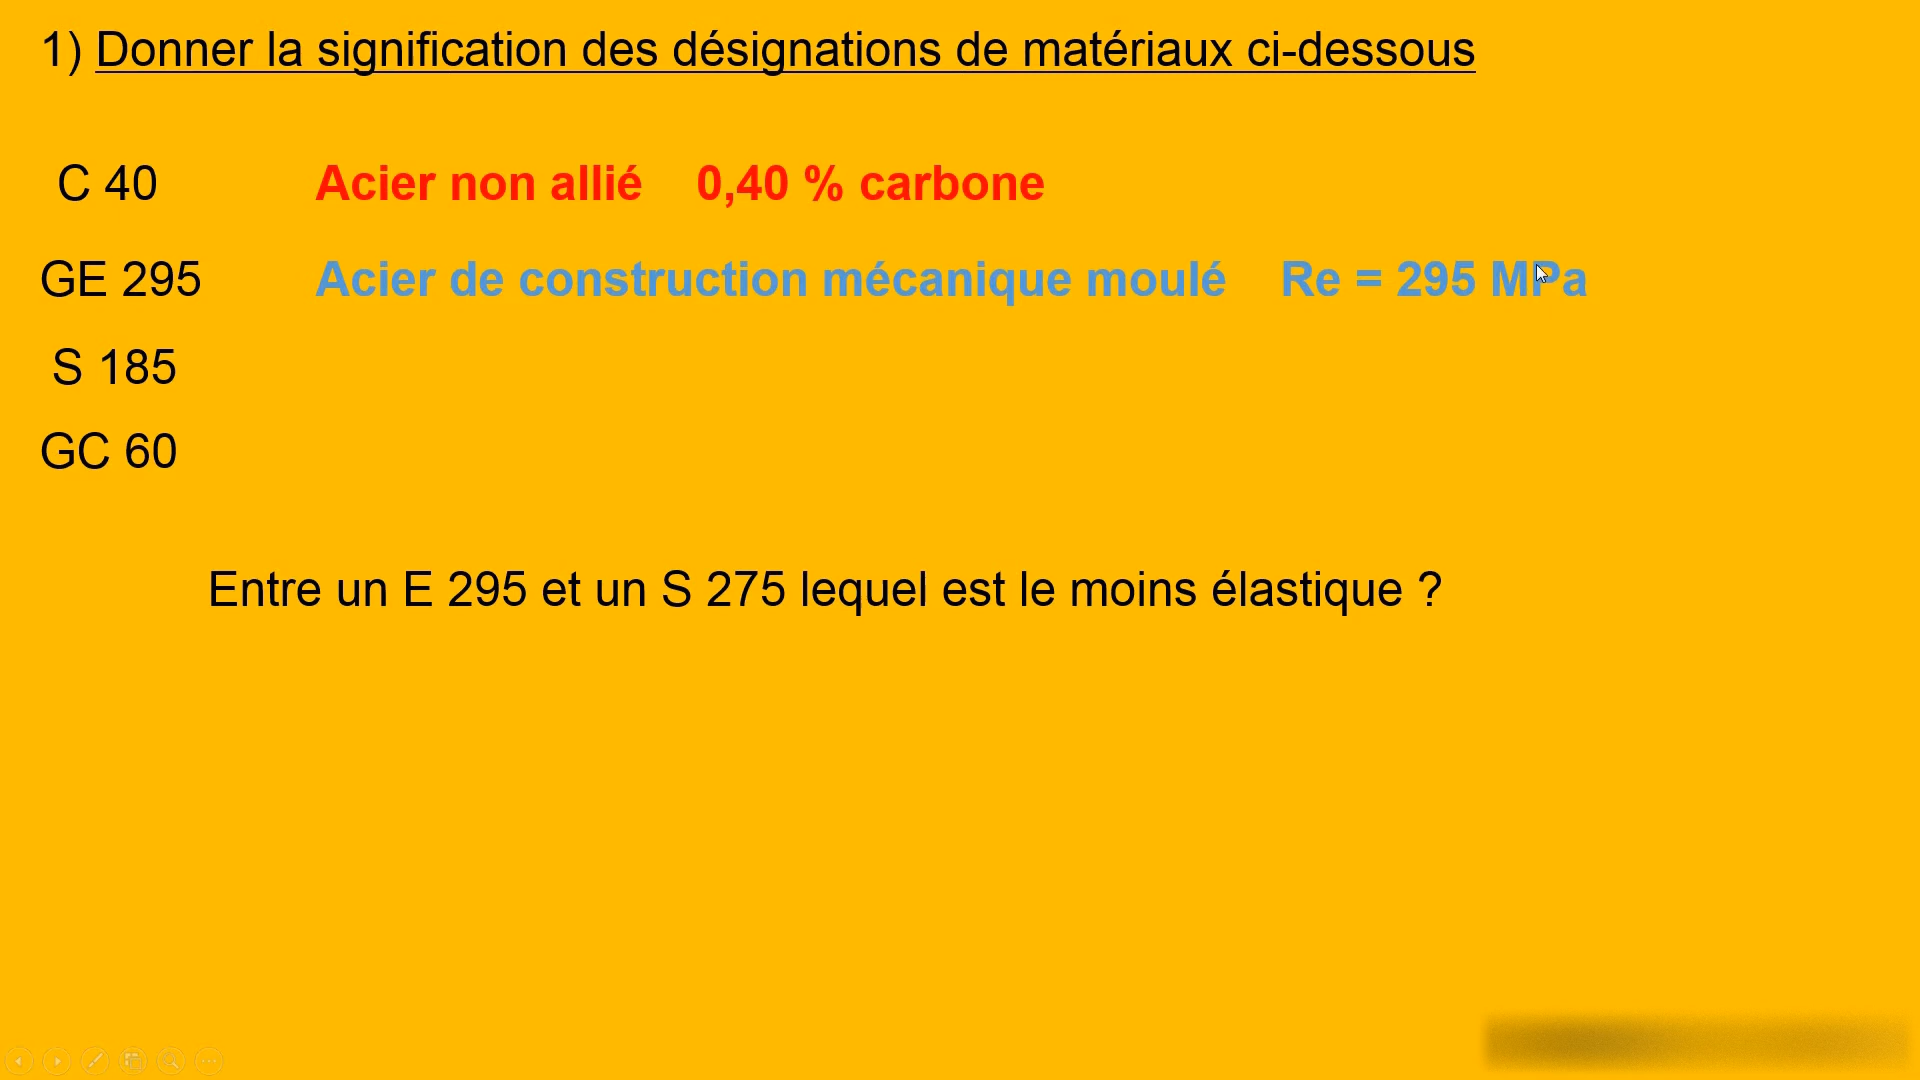 1) Donner la signification des désignations de matériaux ci-dessous
C 40 Acier non allié 0,40 % carbone
GE 295 Acier de construction mécanique moulé Re = 295 MPa
S 185
GC 60
Entre un E 295 et un S 275 lequel est le moins élastique ?